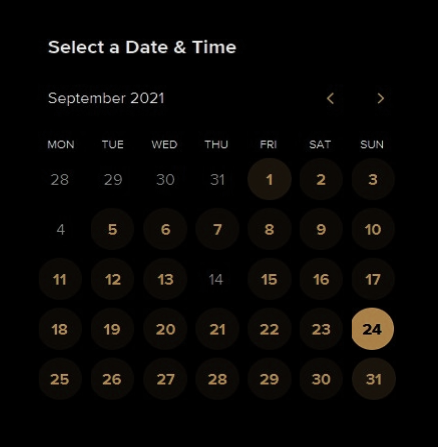 Select a Date & Time
September 2021
MON TUE WED THU FRI SAT SUN
28 29 30 31 1 2 3
4 5 6 7 8 9 10
11 12 13 14 15 16 17
18 19 20 21 22 23 24
25 26 27 28 29 30 31